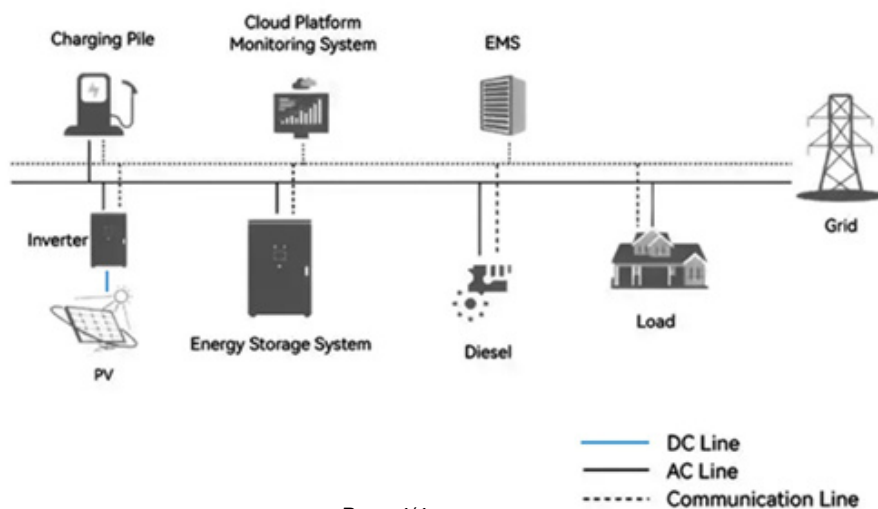 Charging Pile
Cloud Platform
Monitoring System
EMS
Grid
Inverter
Energy Storage System
Diesel
Load
PV
DC Line
AC Line
Communication Line